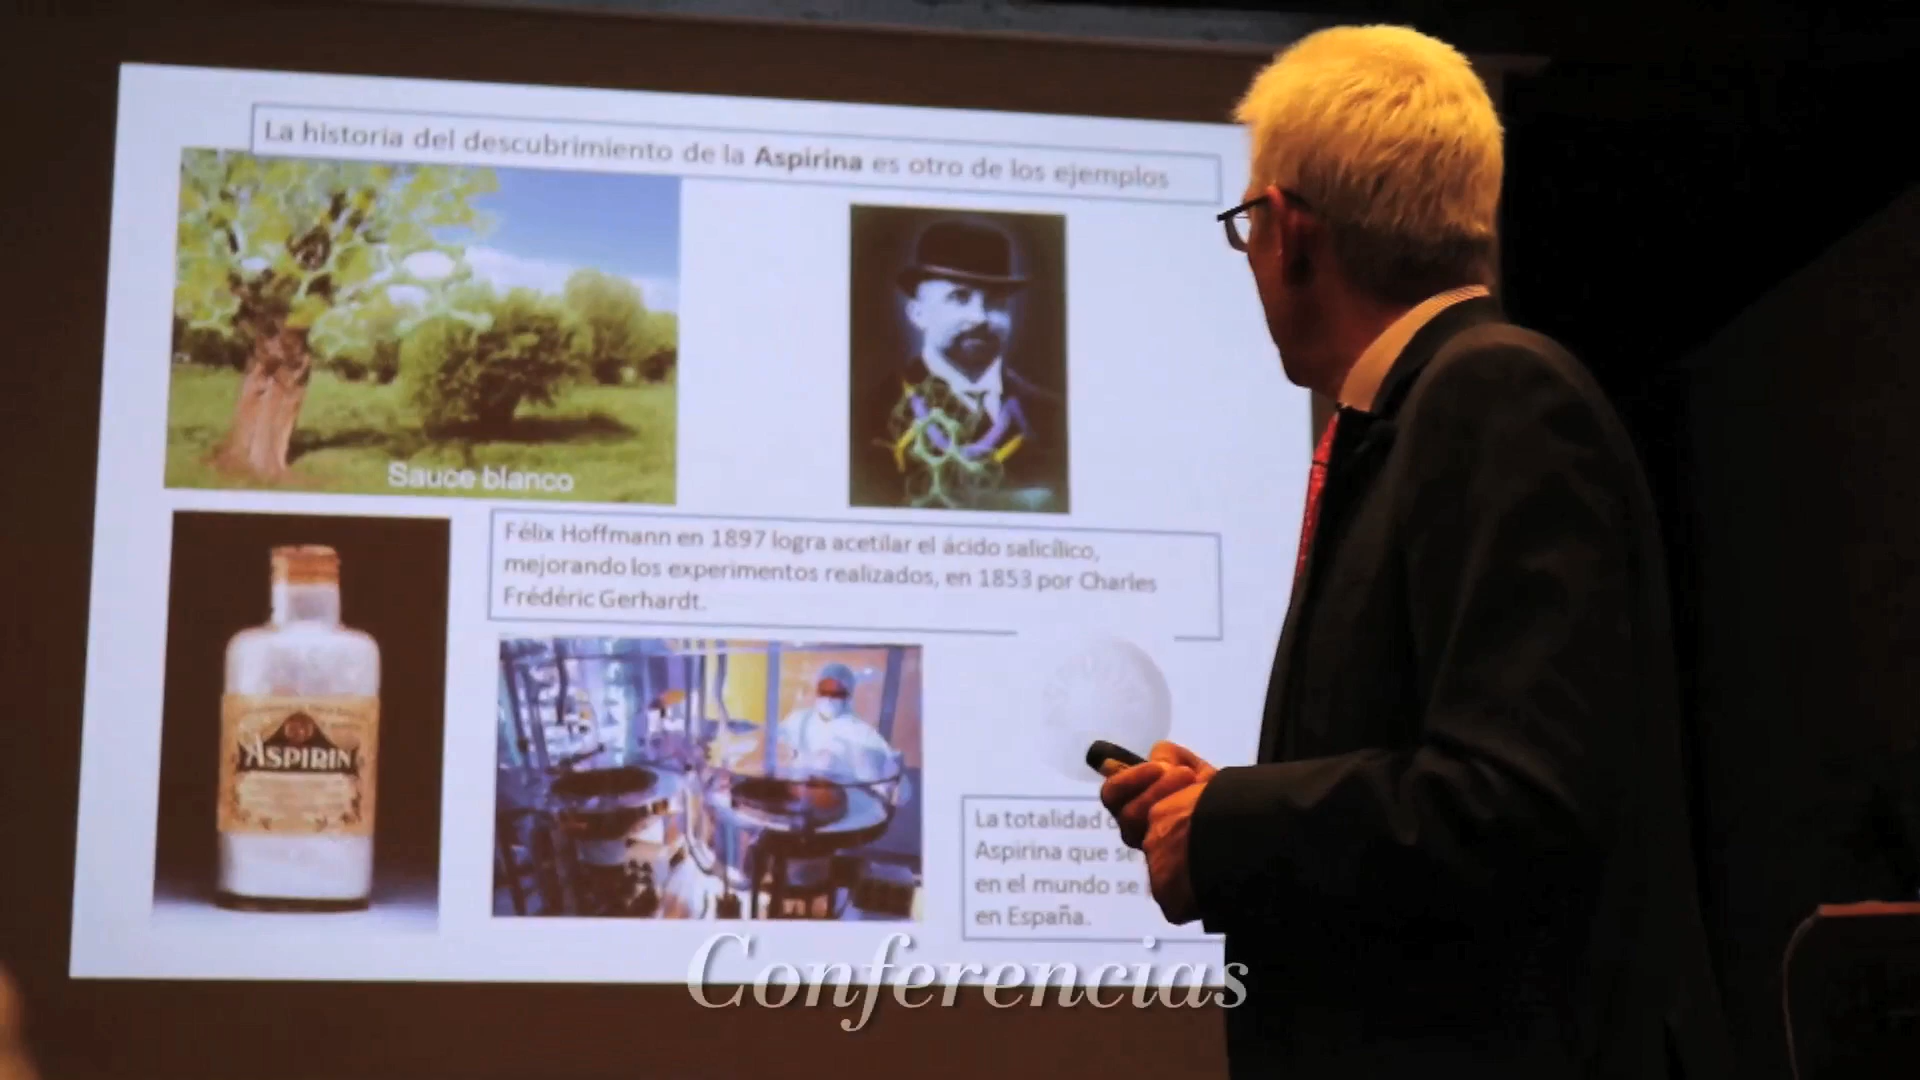 La historia del descubrimiento de la Aspirina es otro de los ejemplos
Sauce blanco
Félix Hoffmann en 1897 logra acetilar el ácido salicílico,
mejorando los experimentos realizados, en 1853 por Charles
Frédéric Gerhardt.
ASPIRIN
La totalidad
Aspirina que se
en el mundo se
en España.
Conferencias